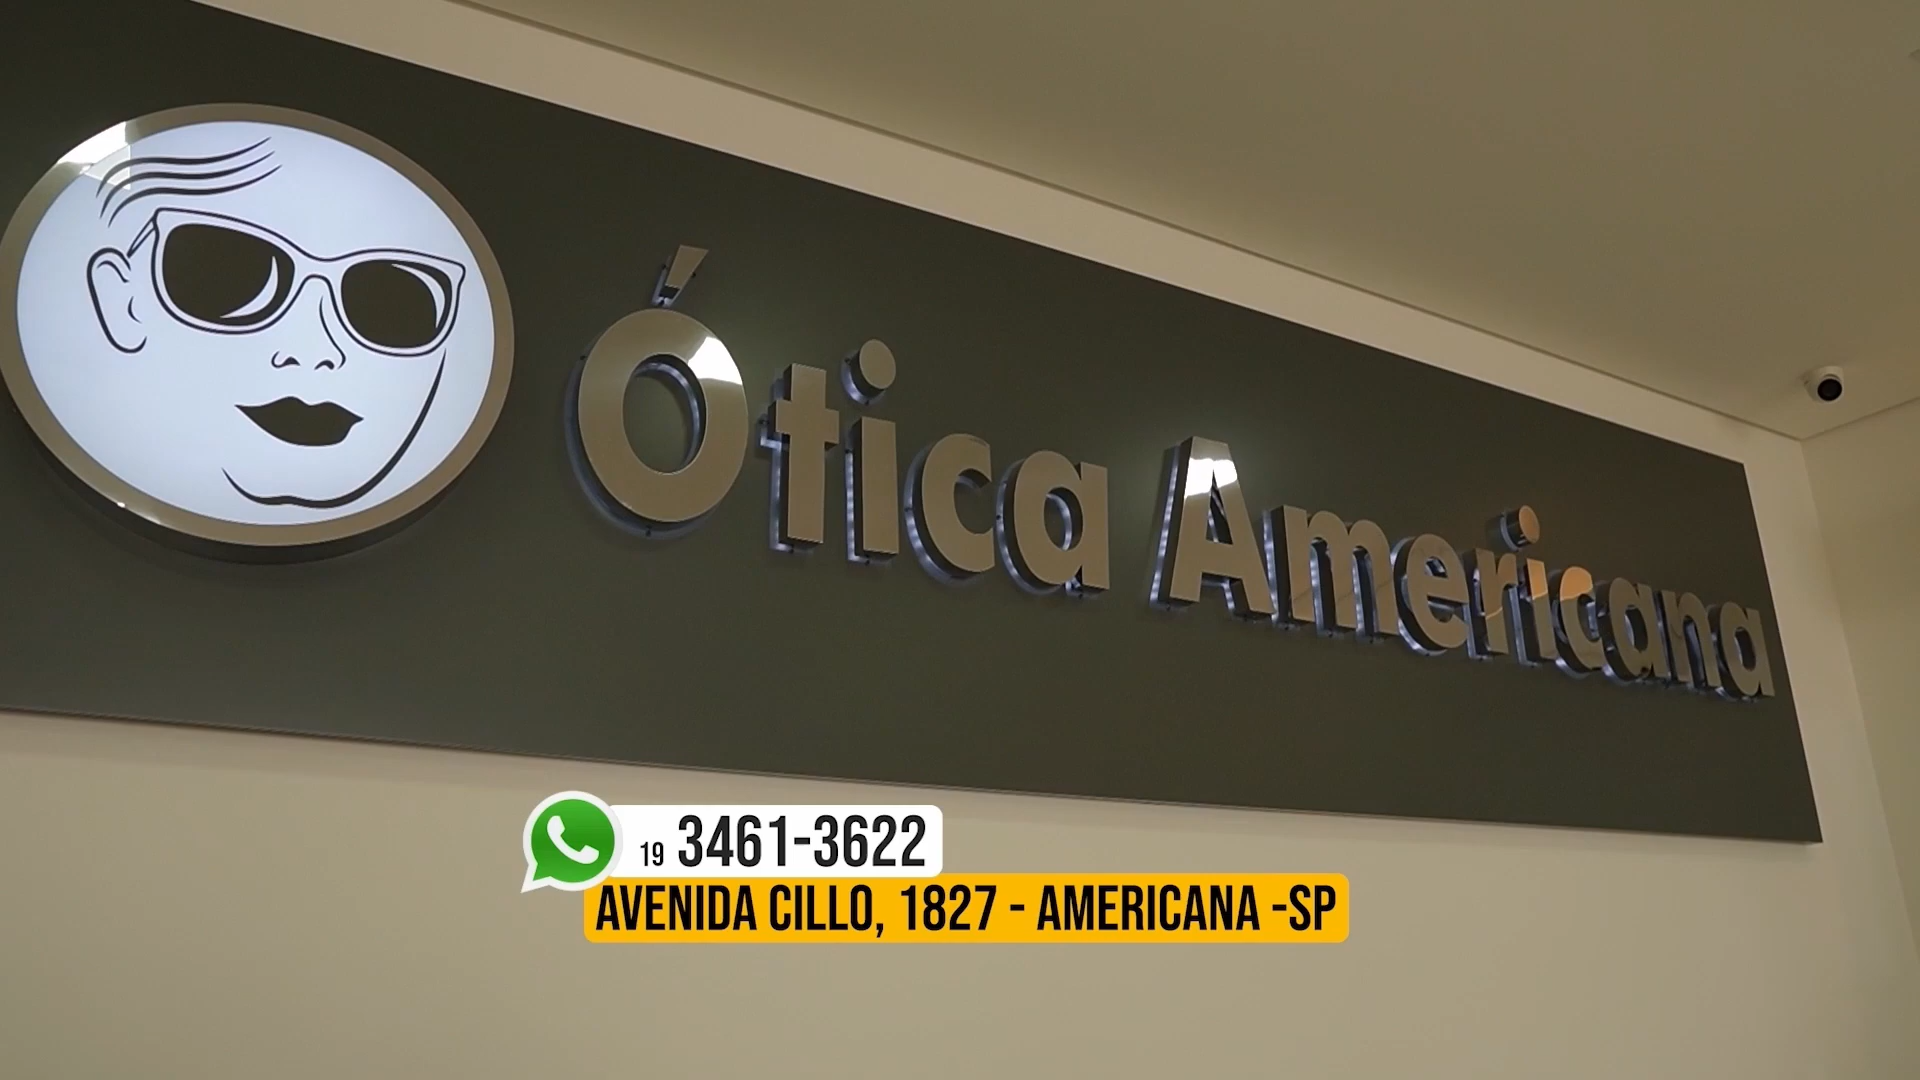 Ótica Americana
19 3461-3622
AVENIDA CILLO, 1827 - AMERICANA -SP